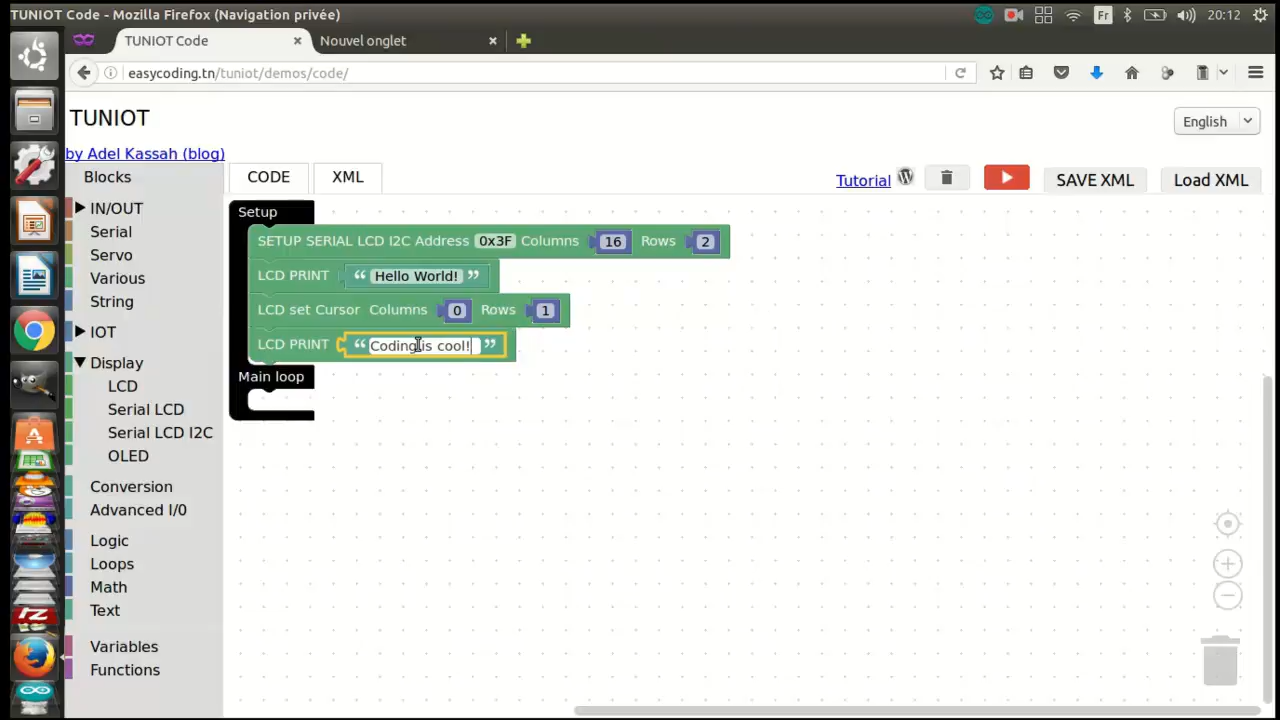 TUNIOT Code - Mozilla Firefox (Navigation privée)
Fr
20:12
TUNIOT Code
Nouvel onglet
easycoding.tn/tuniot/demos/code/
TUNIOT
English
by Adel Kassah (blog)
Blocks
CODE
XML
Tutorial
SAVE XML
Load XML
IN/OUT
Serial
Servo
Various
String
IOT
Display
LCD
Serial LCD
Serial LCD I2C
OLED
Conversion
Advanced I/0
Logic
Loops
Math
Text
Variables
Functions
Setup
SETUP SERIAL LCD I2C Address 0x3F Columns 16 Rows 2
LCD PRINT “ Hello World! ”
LCD set Cursor Columns 0 Rows 1
LCD PRINT “ Coding is cool! ”
Main loop